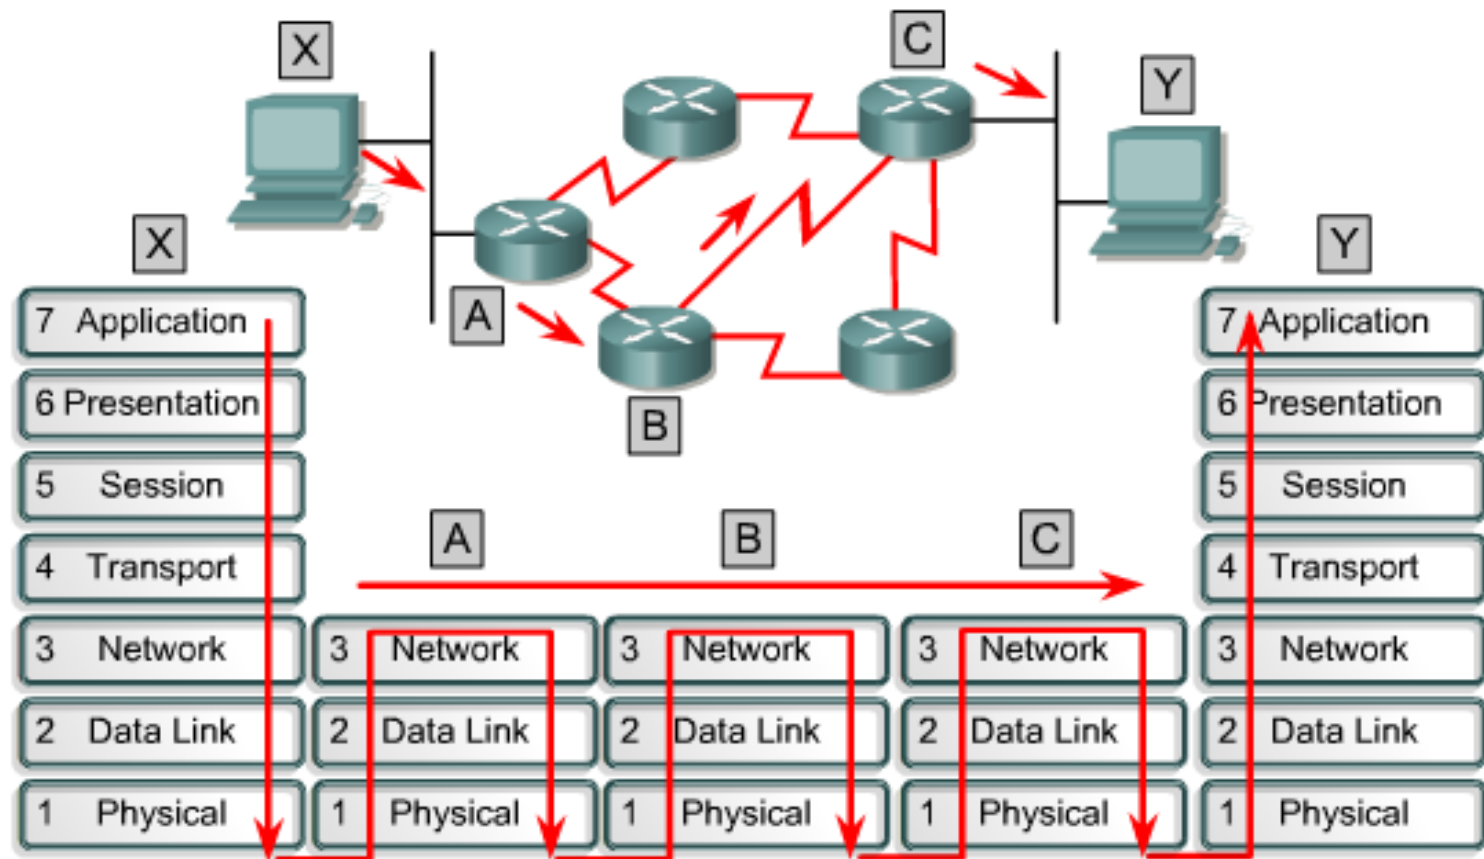 X
C
Y
X
Y
A
B
7 Application
6 Presentation
5 Session
4 Transport
3 Network
2 Data Link
1 Physical
A
B
C
3 Network
2 Data Link
1 Physical
3 Network
2 Data Link
1 Physical
3 Network
2 Data Link
1 Physical
7 Application
6 Presentation
5 Session
4 Transport
3 Network
2 Data Link
1 Physical